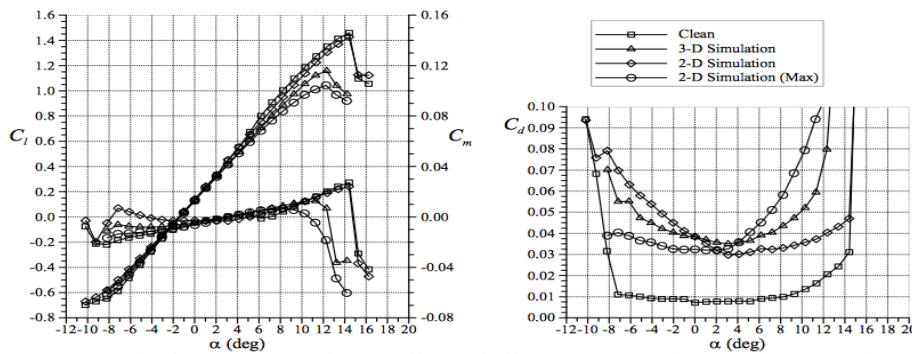 1.6
1.4
1.2
1.0
0.8
0.6
0.4
0.2
0.0
-0.2
-0.4
-0.6
-0.8
Cl
0.16
0.12
0.08
0.04
0.00
-0.04
0.08
Cm
-12 -10 -8 -6 -4 -2 0 2 4 6 8 10 12 14 16 18 20
α (deg)
Clean
3-D Simulation
2-D Simulation
2-D Simulation (Max)
0.10
0.09
0.08
0.07
0.06
0.05
0.04
0.03
0.02
0.01
0.00
Cd
-12 -10 -8 -6 -4 -2 0 2 4 6 8 10 12 14 16 18 20
α (deg)